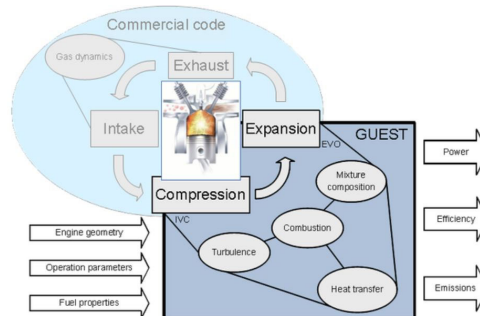 Commercial code
Gas dynamics
Exhaust
Intake
Expansion
GUEST
EVO
Compression
IVC
Mixture
composition
Combustion
Turbulence
Heat transfer
Engine geometry
Operation parameters
Fuel properties
Power
Efficiency
Emissions